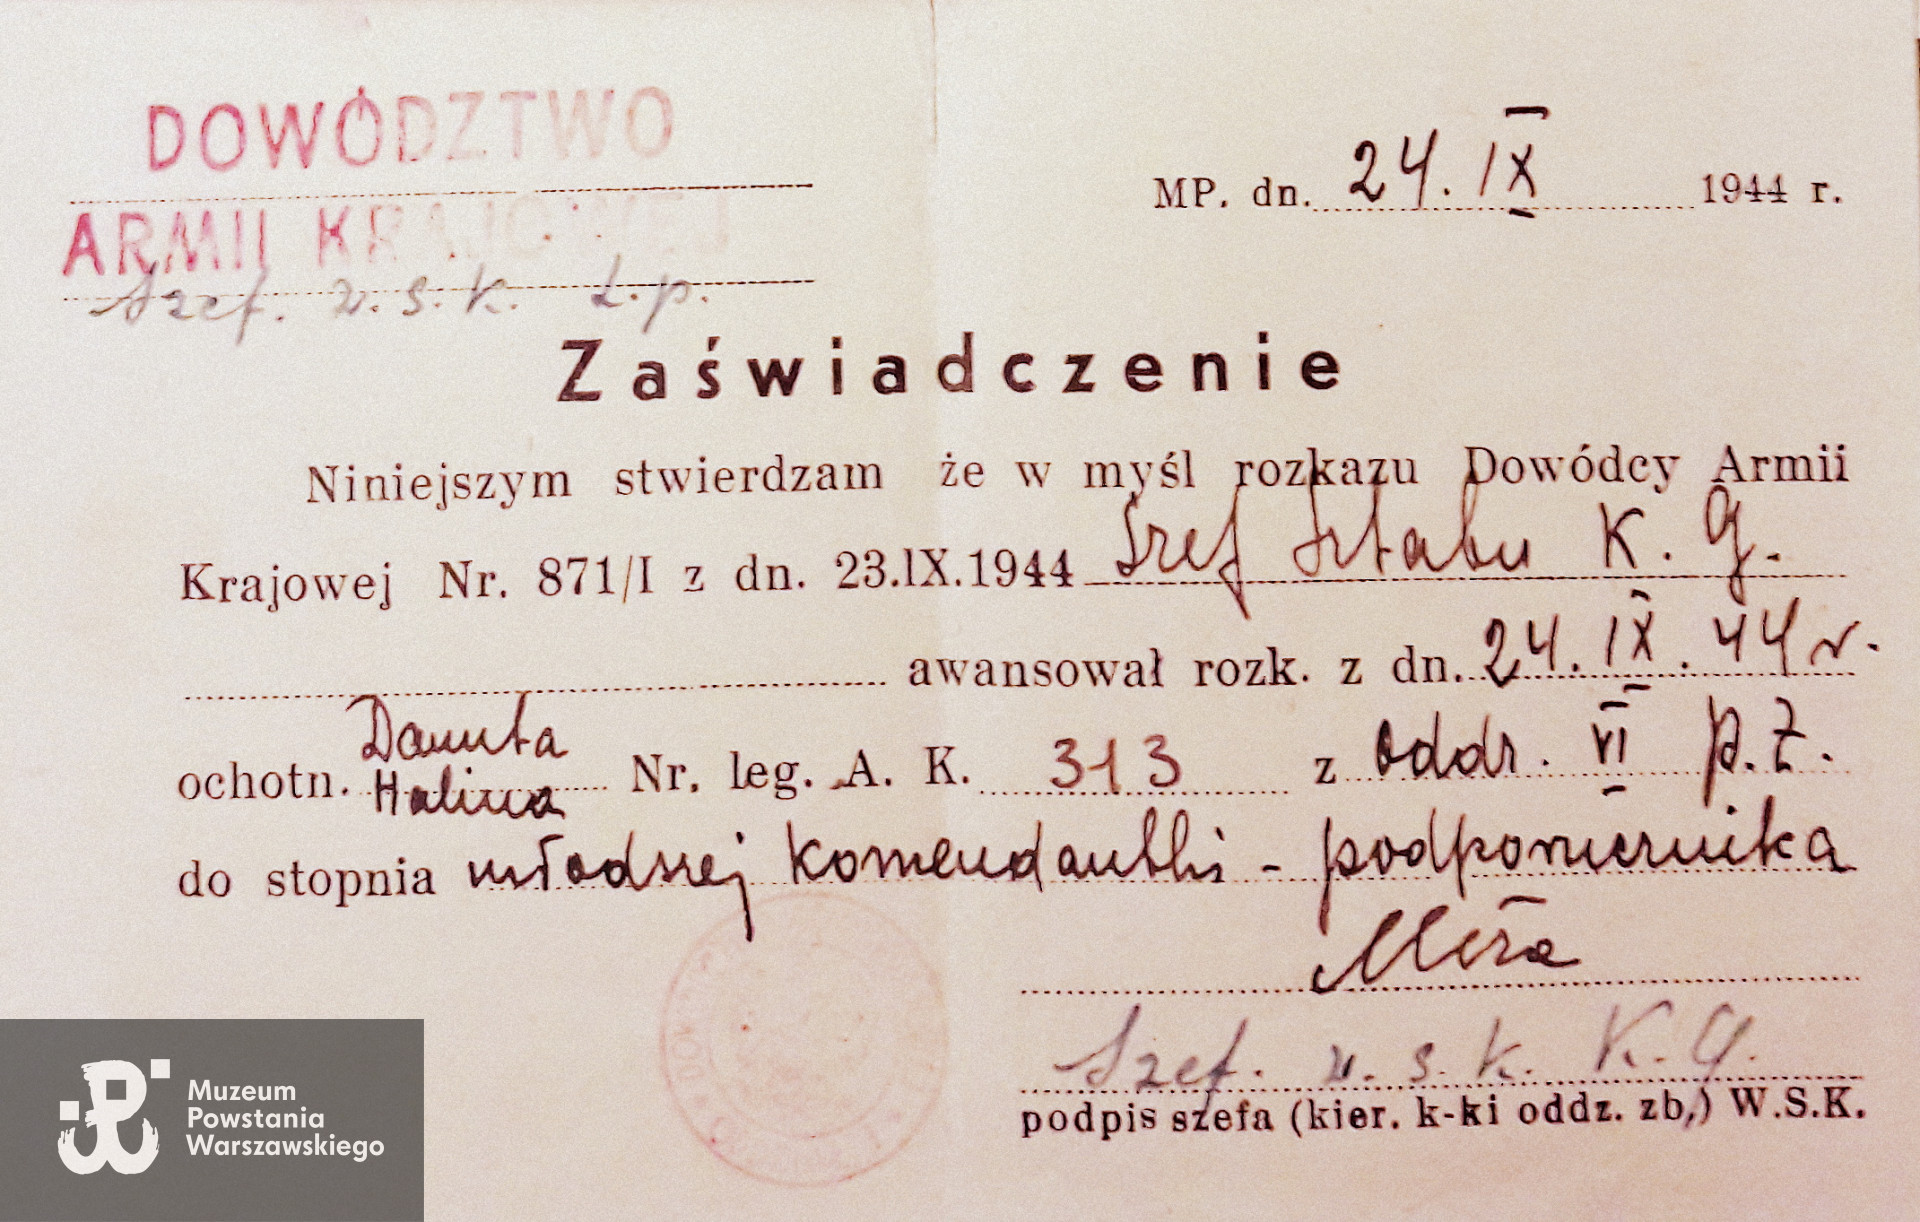 DOWÓDZTWO
ARMII KRAJOWEJ
Szef. w. s. k. Ł.p.
MP. dn. 24. IX 1944 r.
Zaświadczenie
Niniejszym stwierdzam że w myśl rozkazu Dowódcy Armii
Krajowej Nr. 871/I z dn. 23.IX.1944 Szef Sztabu K. G.
awansował rozk. z dn. 24. IX. 44 r.
ochotn. Danuta Halina Nr. leg. A. K. 313 z oddz. VI p. Ż.
do stopnia młodszej komendantki - podporucznika
Szef. w. s. k. K. G.
podpis szefa (kier. k-ki oddz. zb,) W.S.K.
Muzeum
Powstania
Warszawskiego